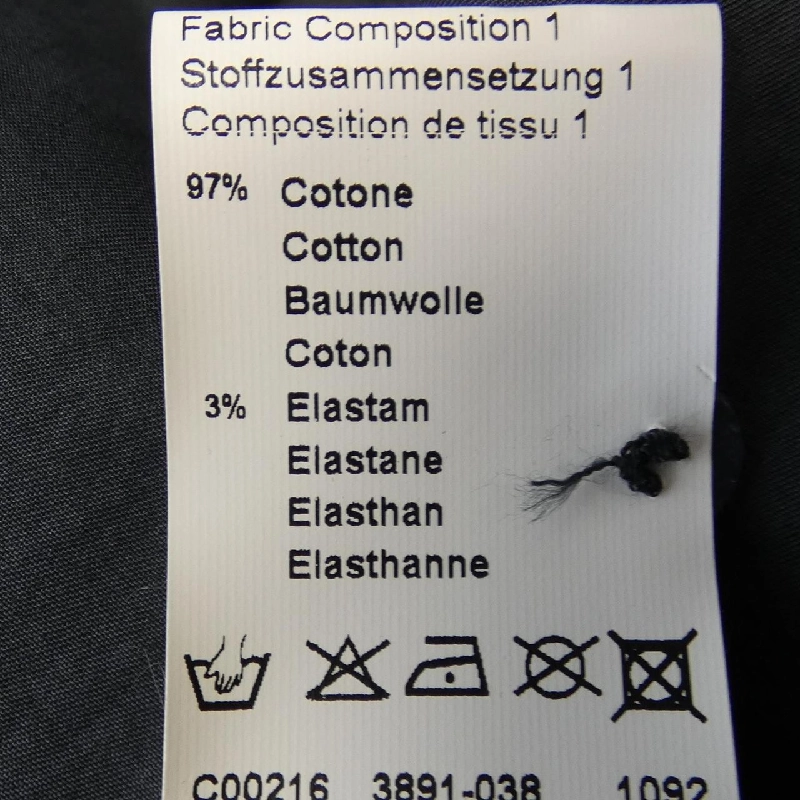 Fabric Composition 1
Stoffzusammensetzung 1
Composition de tissu 1
97% Cotone
Cotton
Baumwolle
Coton
3% Elastam
Elastane
Elasthan
Elasthanne
C00216 3891-038 1092